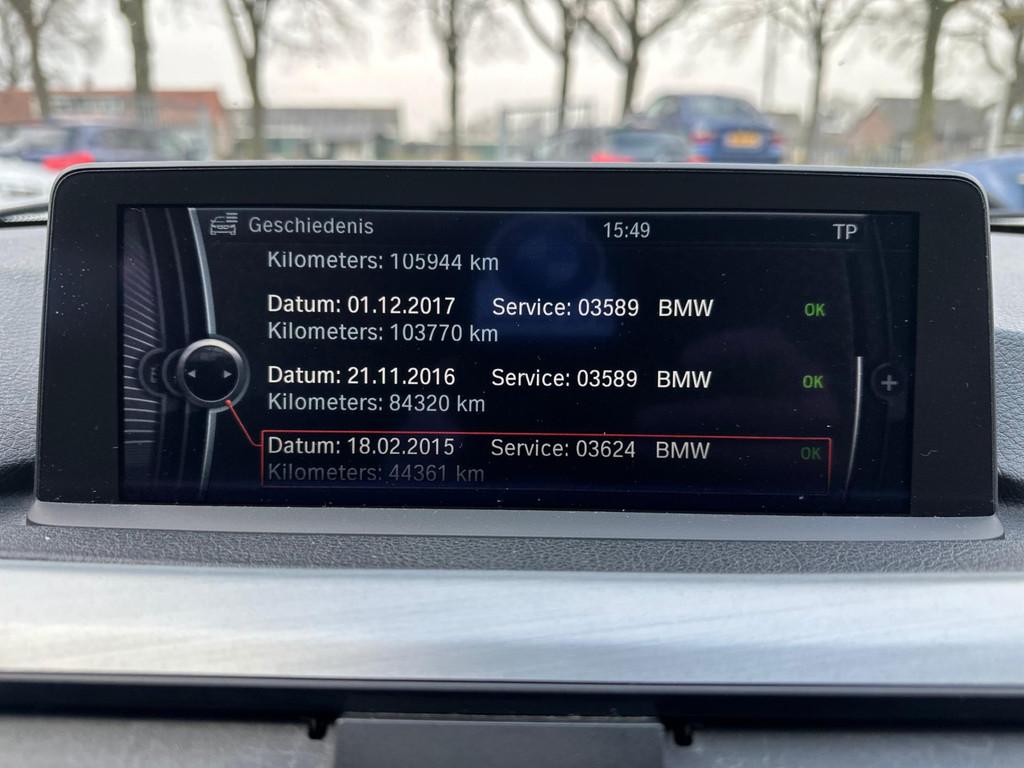 Geschiedenis 15:49 TP
Kilometers: 105944 km
Datum: 01.12.2017 Service: 03589 BMW OK
Kilometers: 103770 km
Datum: 21.11.2016 Service: 03589 BMW OK
Kilometers: 84320 km
Datum: 18.02.2015 Service: 03624 BMW OK
Kilometers: 44361 km